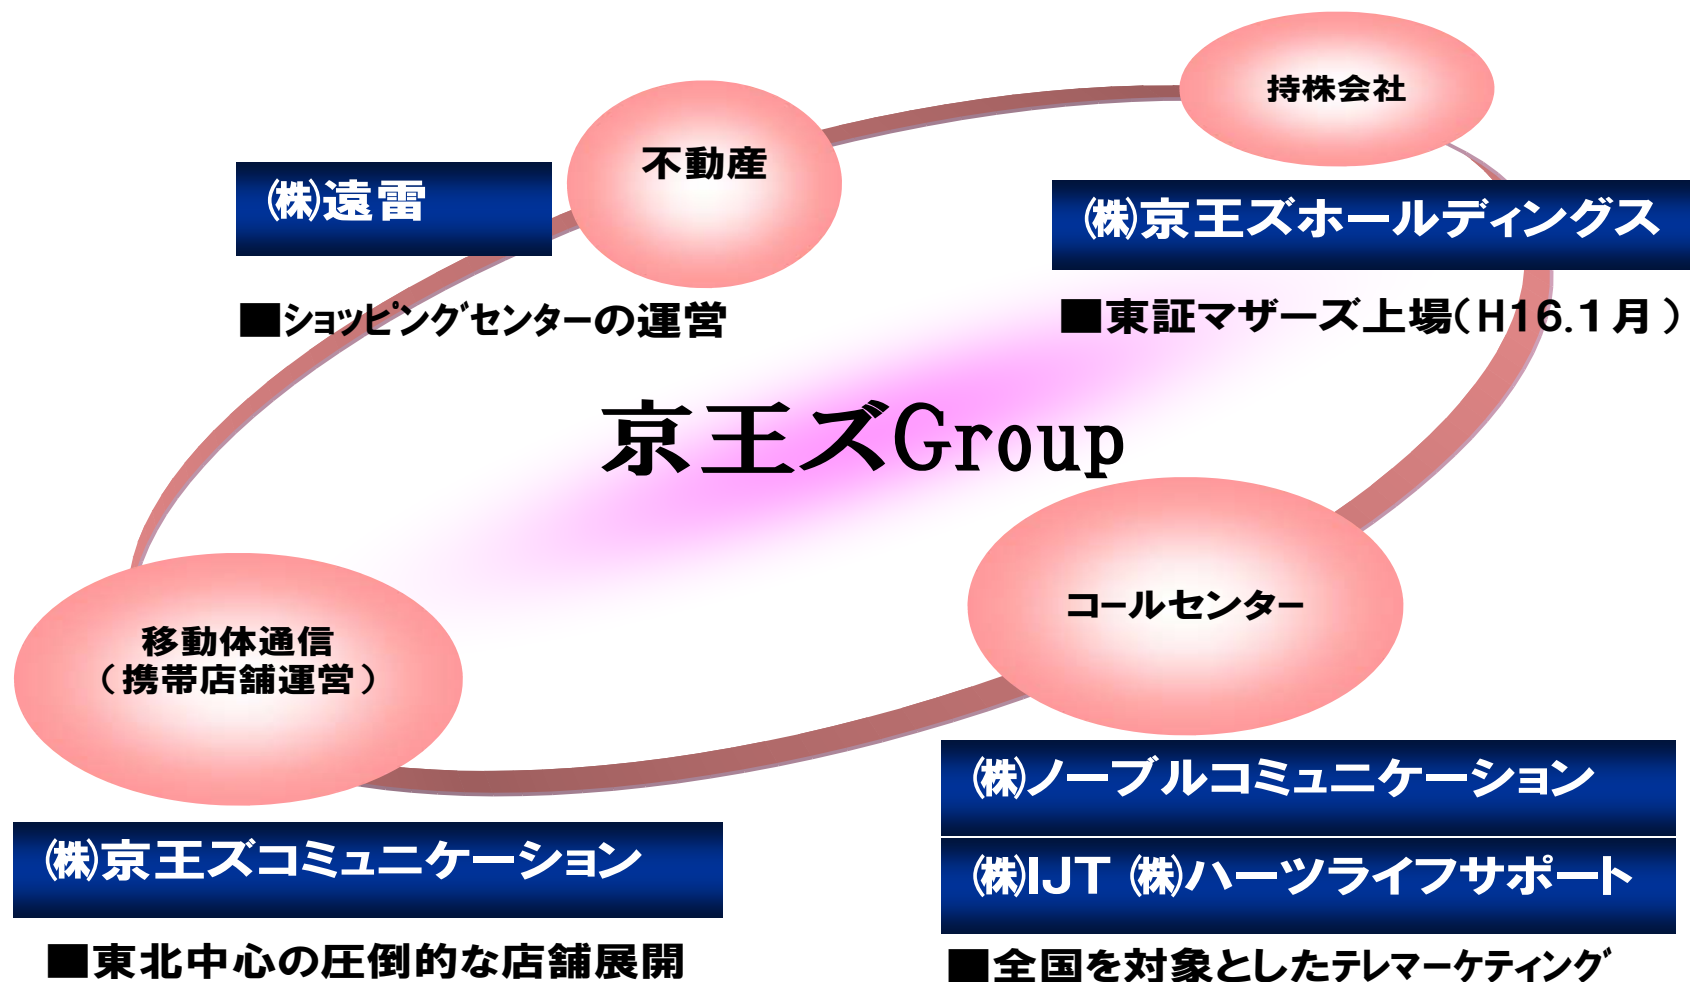 持株会社
㈱京王ズホールディングス
■東証マザーズ上場(H16.1月)
不動産
㈱遠雷
■ショッピングセンターの運営
京王ズGroup
コールセンター
㈱ノーブルコミュニケーション
㈱IJT ㈱ハーツライフサポート
■全国を対象としたテレマーケティング
移動体通信
(携帯店舗運営)
㈱京王ズコミュニケーション
■東北中心の圧倒的な店舗展開